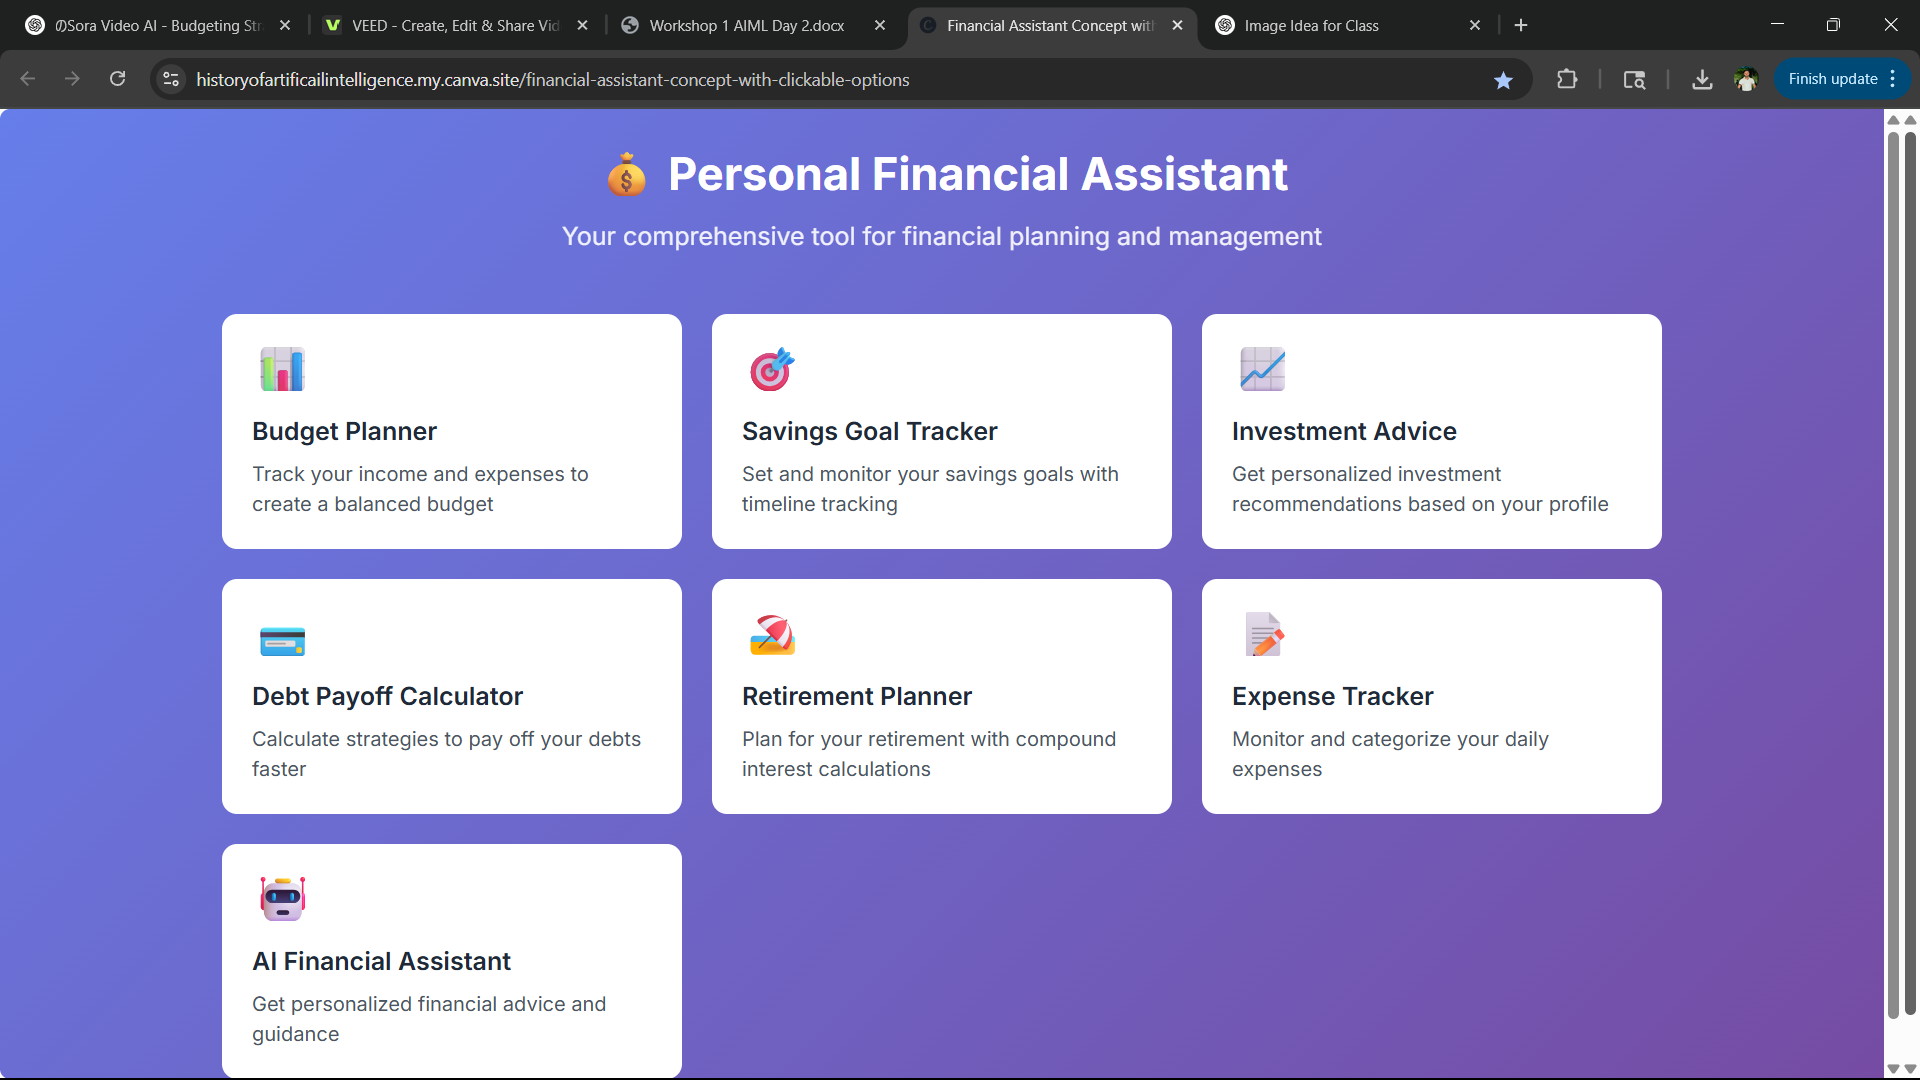 のSora Video AI - Budgeting Str
VEED - Create, Edit & Share Vid
Workshop 1 AIML Day 2.docx
Financial Assistant Concept with
Image Idea for Class
historyofartificailintelligence.my.canva.site/financial-assistant-concept-with-clickable-options
Finish update
Personal Financial Assistant
Your comprehensive tool for financial planning and management
Budget Planner
Track your income and expenses to
create a balanced budget
Savings Goal Tracker
Set and monitor your savings goals with
timeline tracking
Investment Advice
Get personalized investment
recommendations based on your profile
Debt Payoff Calculator
Calculate strategies to pay off your debts
faster
Retirement Planner
Plan for your retirement with compound
interest calculations
Expense Tracker
Monitor and categorize your daily
expenses
AI Financial Assistant
Get personalized financial advice and
guidance